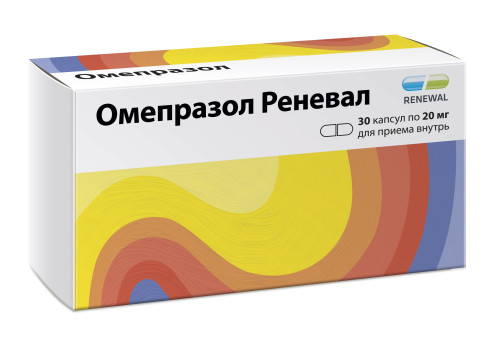 Омепразол
Омепразол Реневал
RENEWAL
30 капсул по 20 мг
для приема внутрь